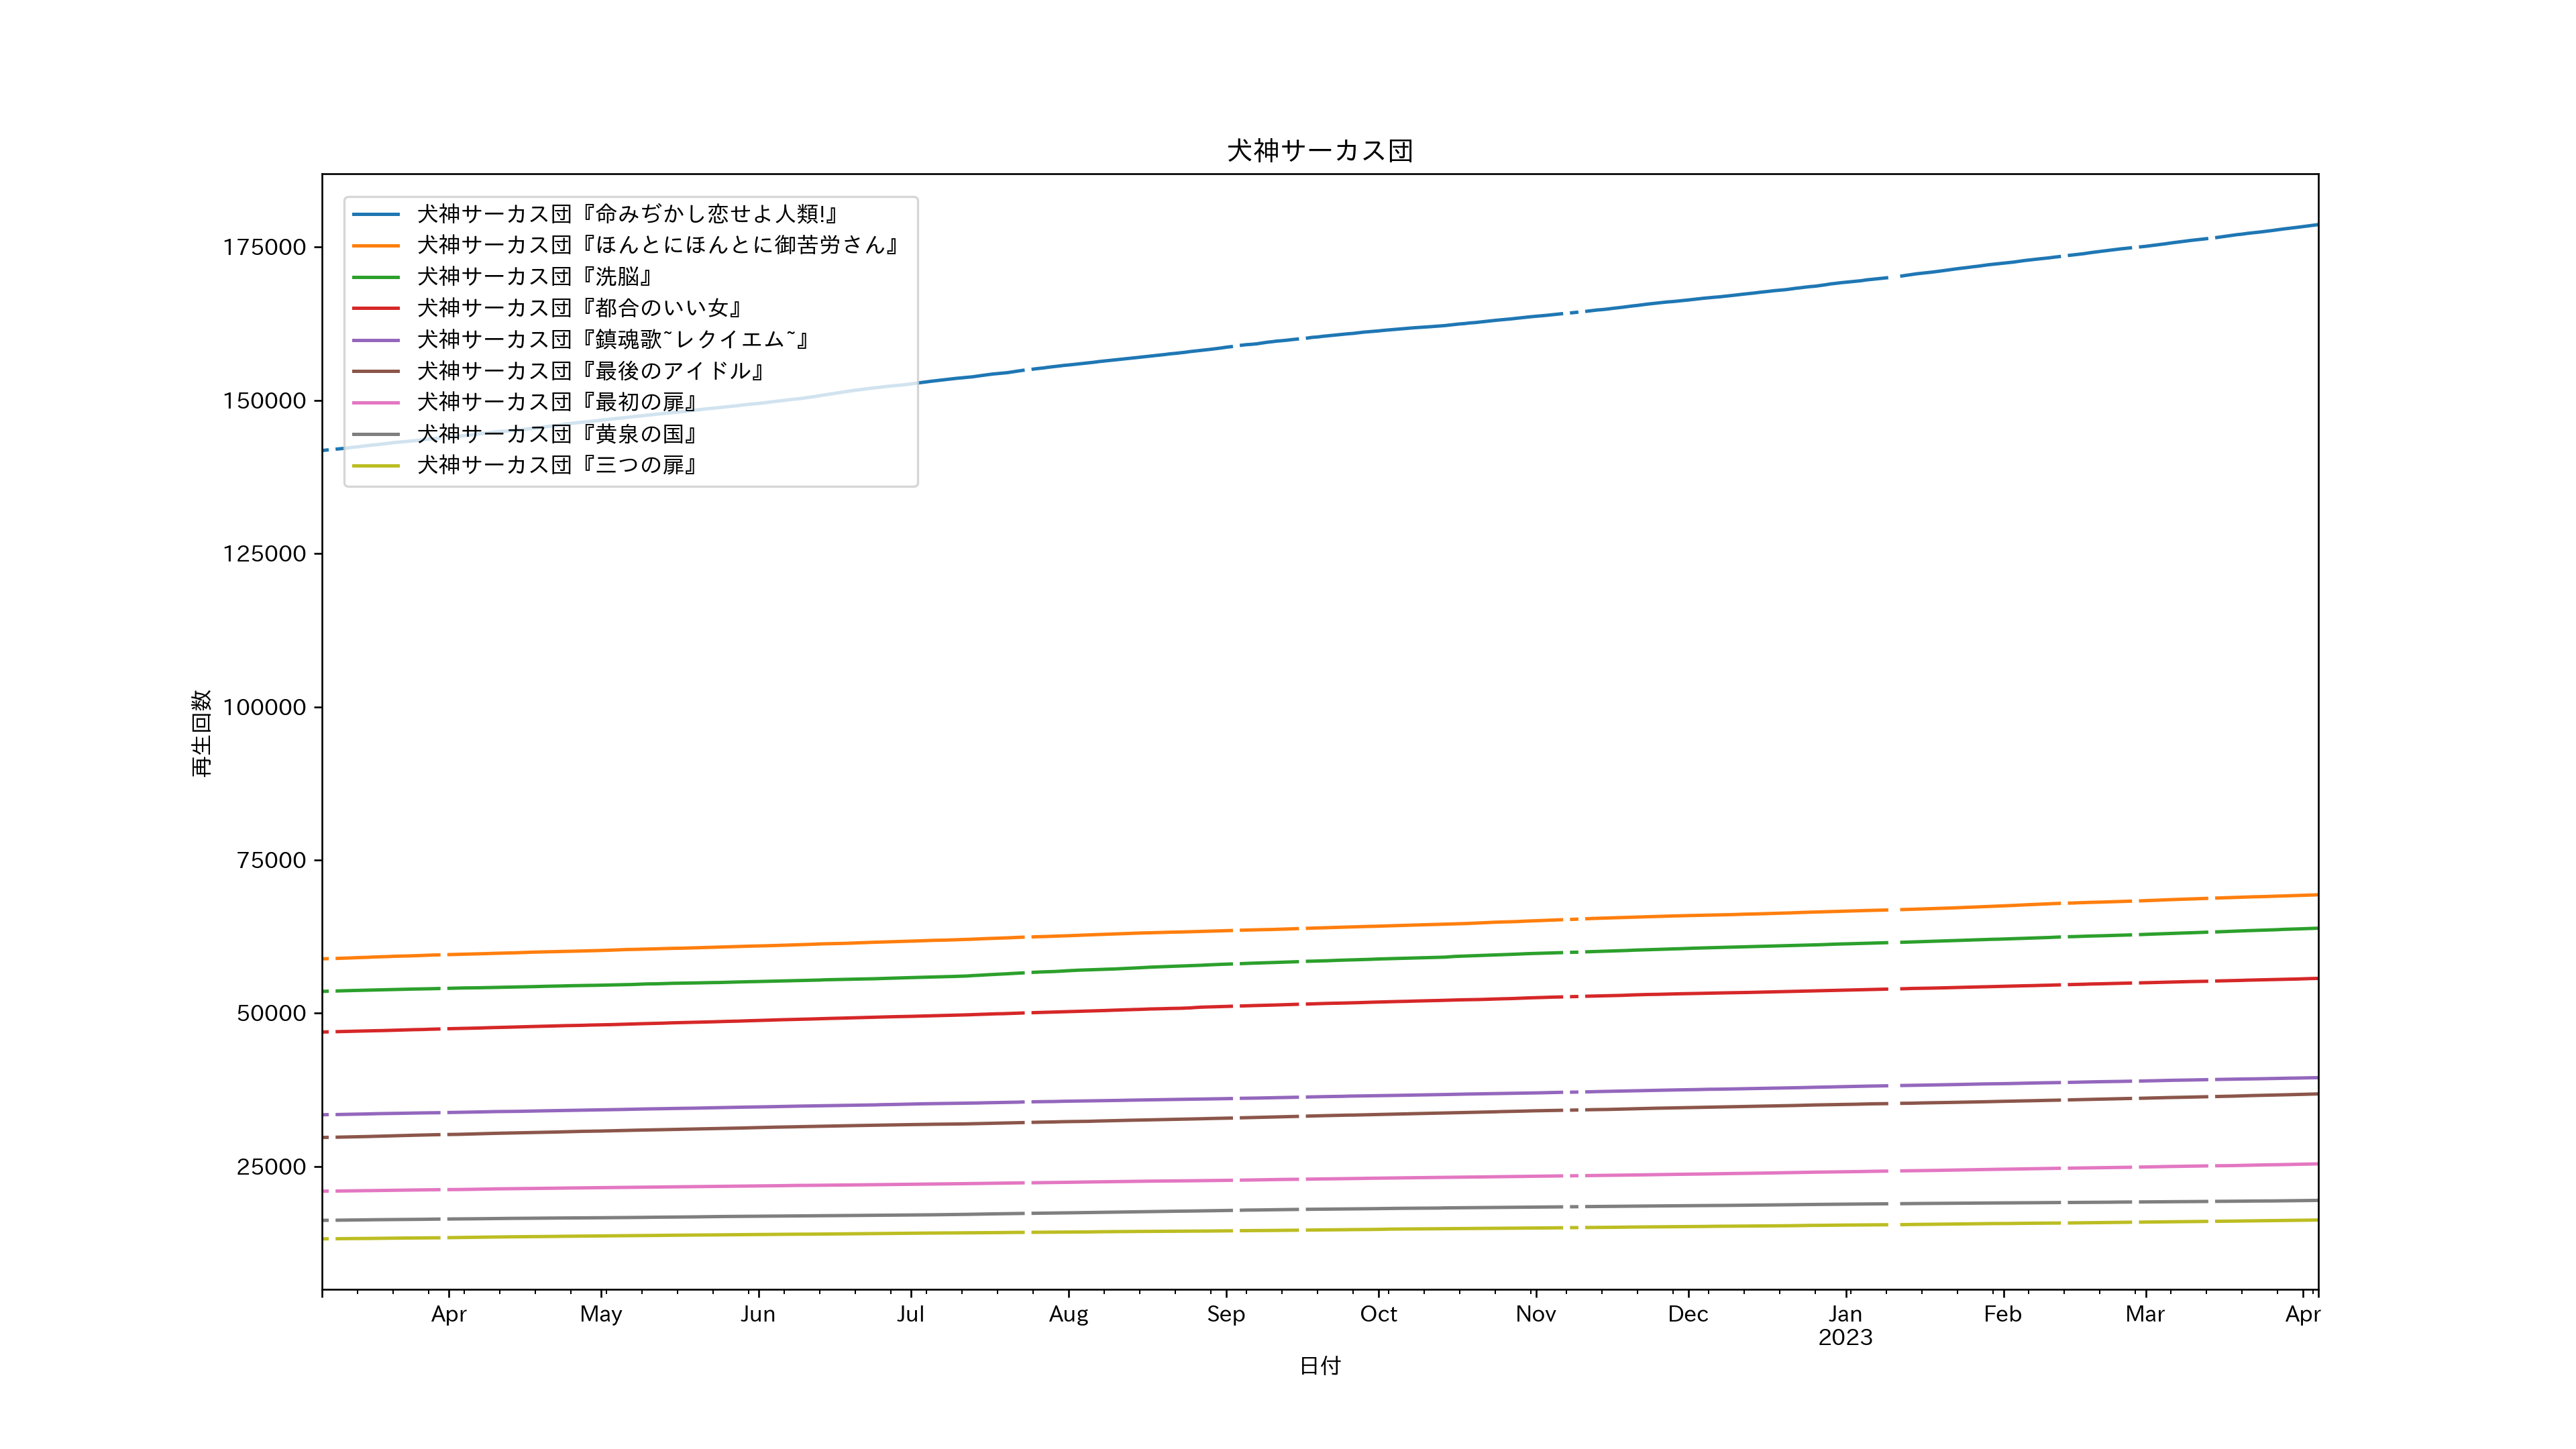 犬神サーカス団
犬神サーカス団『命みぢかし恋せよ人類!』
犬神サーカス団『ほんとにほんとに御苦労さん』
犬神サーカス団『洗脳』
犬神サーカス団『都合のいい女』
犬神サーカス団『鎮魂歌~レクイエム~』
犬神サーカス団『最後のアイドル』
犬神サーカス団『最初の扉』
犬神サーカス団『黄泉の国』
犬神サーカス団『三つの扉』
175000
150000
125000
100000
75000
50000
25000
再生回数
Apr May Jun Jul Aug Sep Oct Nov Dec Jan Feb Mar Apr
2023
日付